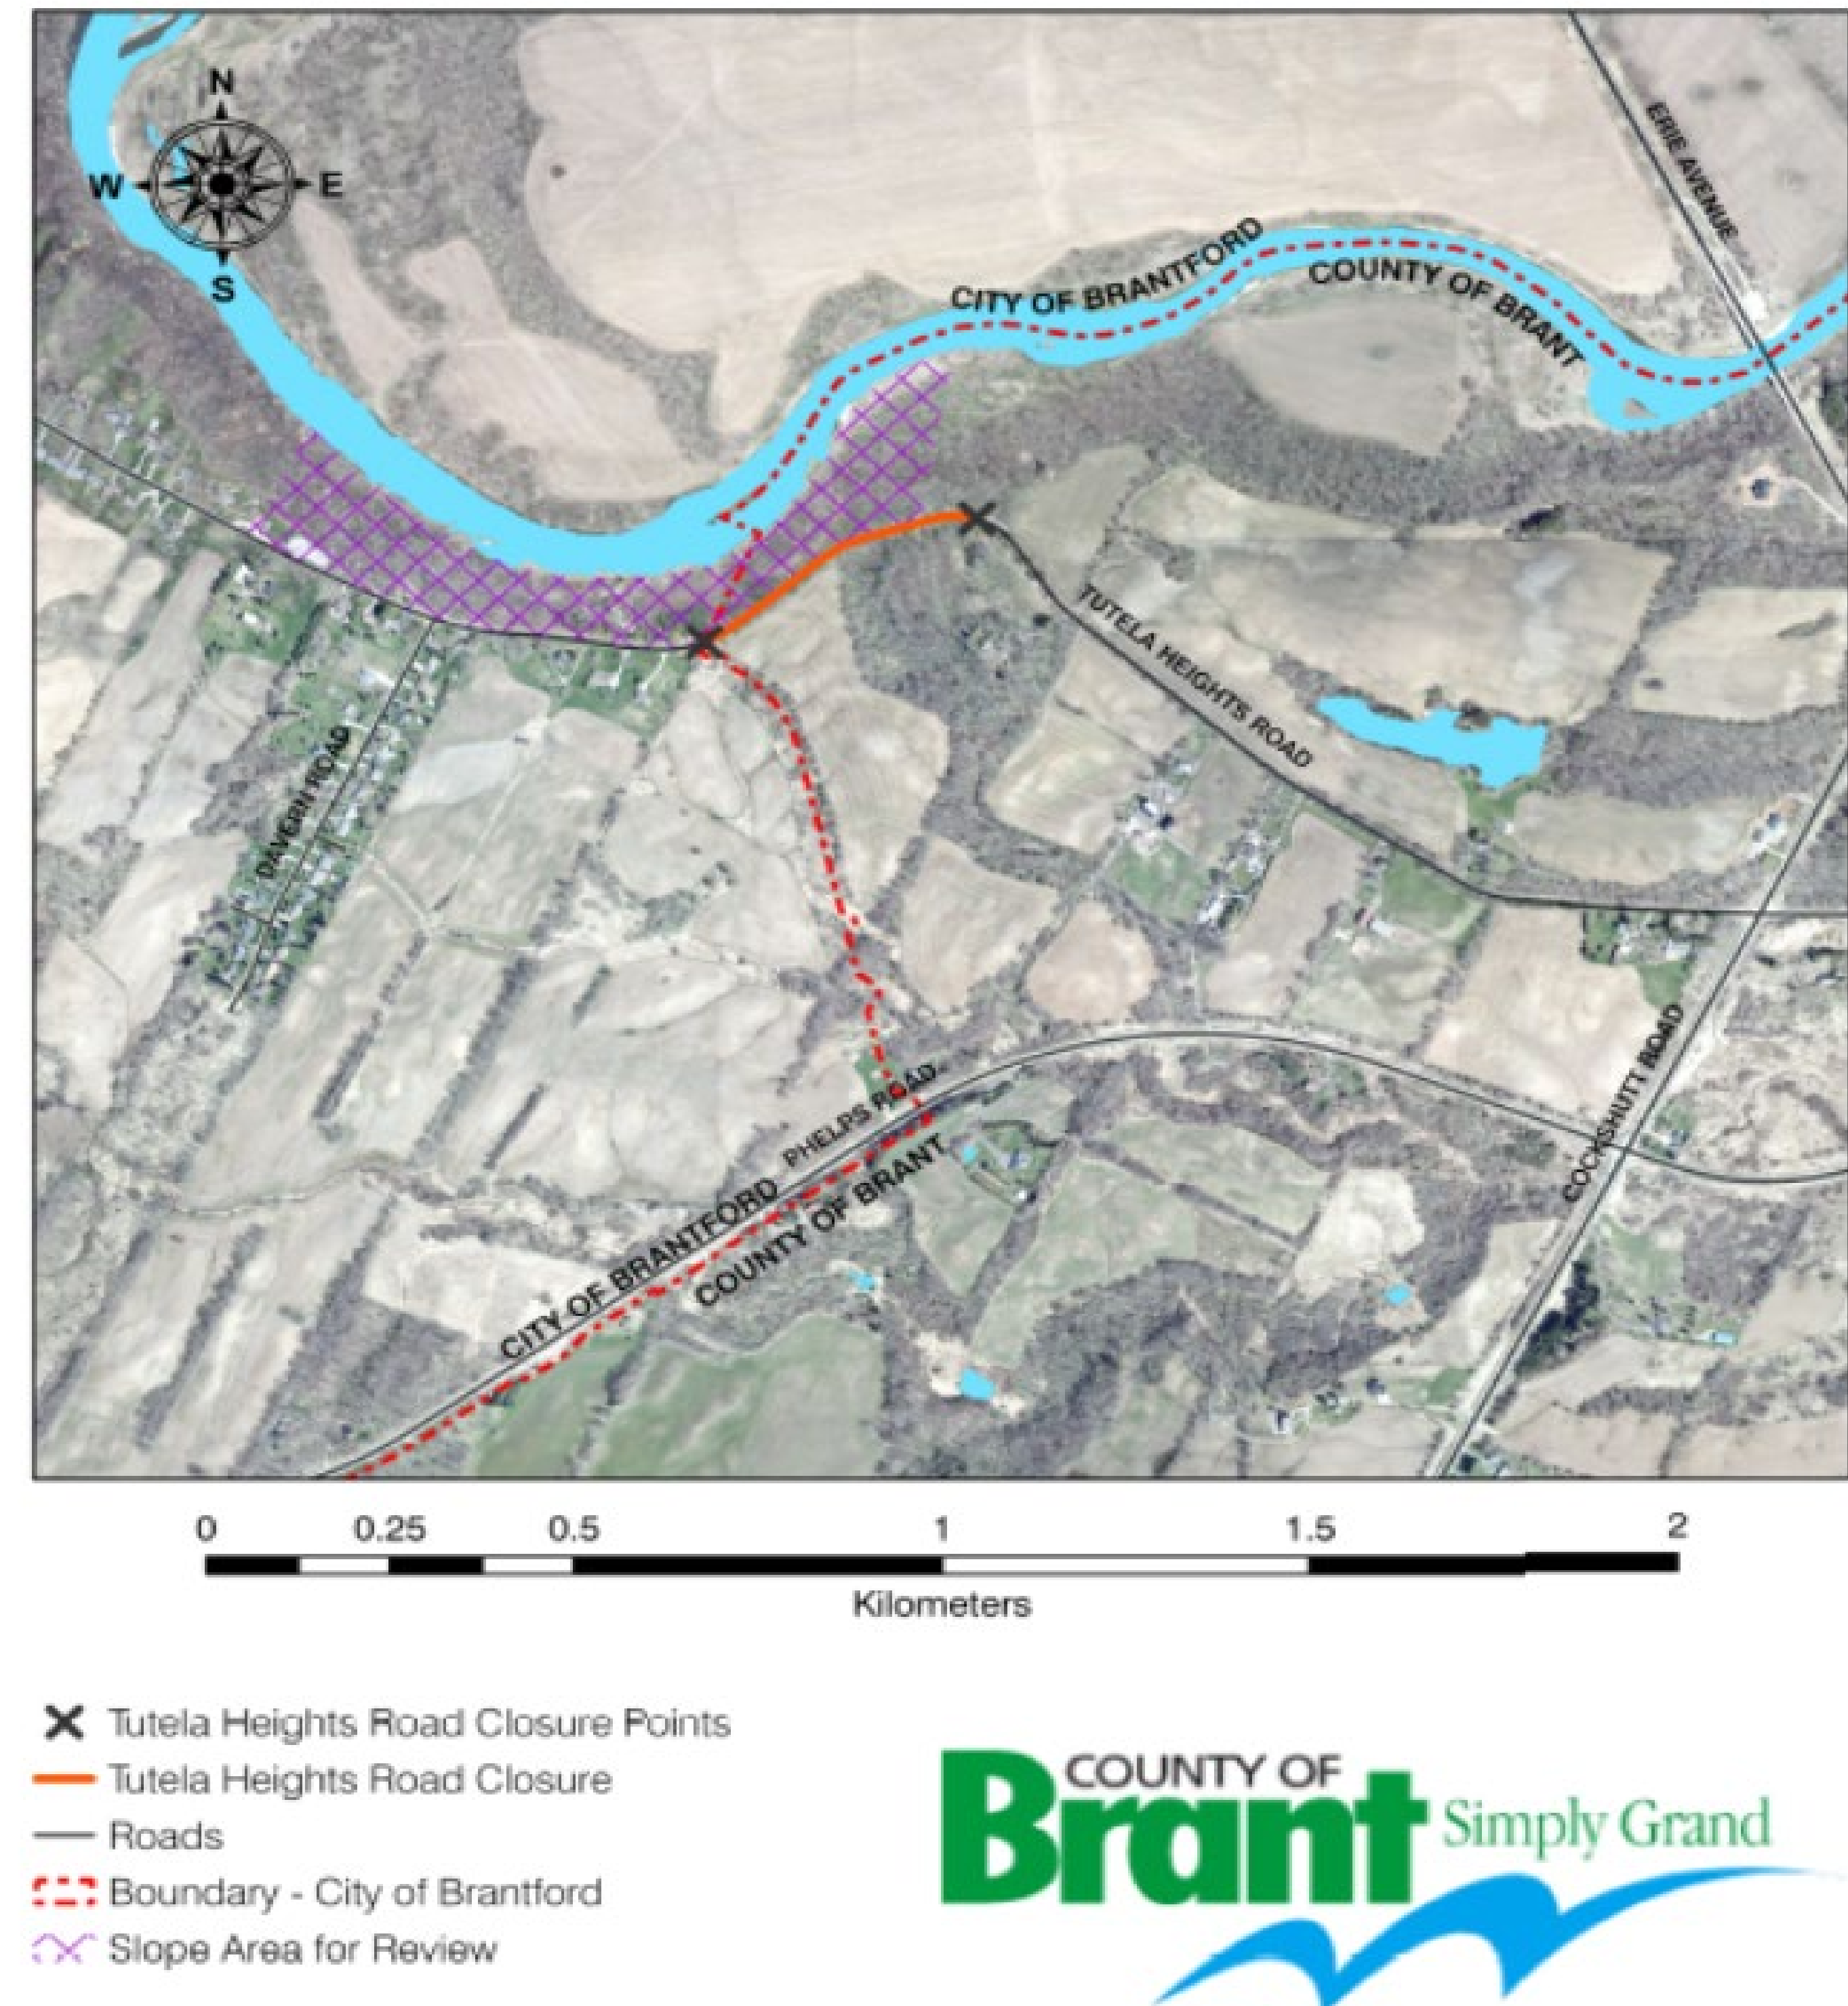 N
W
E
S
ERIE AVENUE
CITY OF BRANTFORD
COUNTY OF BRANT
TUTELA HEIGHTS ROAD
DAVERN ROAD
COCKSHUTT ROAD
PHELPS ROAD
CITY OF BRANTFORD
COUNTY OF BRANT
0 0.25 0.5 1 1.5 2
Kilometers
Tutela Heights Road Closure Points
Tutela Heights Road Closure
Roads
Boundary - City of Brantford
Slope Area for Review
COUNTY OF
Brant Simply Grand